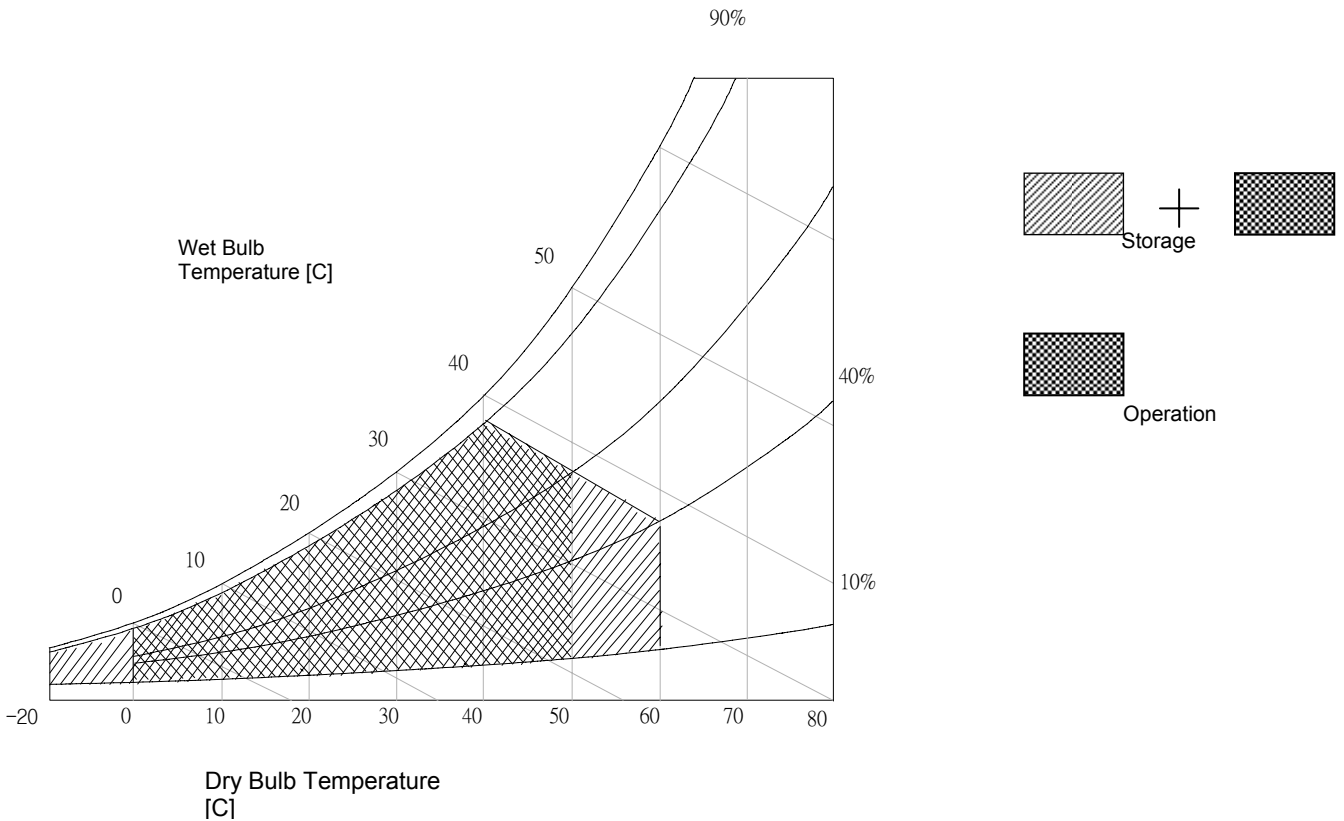 90%
Wet Bulb
Temperature [C]
Storage
50
40
40%
Operation
30
20
10
10%
0
-20 0 10 20 30 40 50 60 70 80
Dry Bulb Temperature
[C]